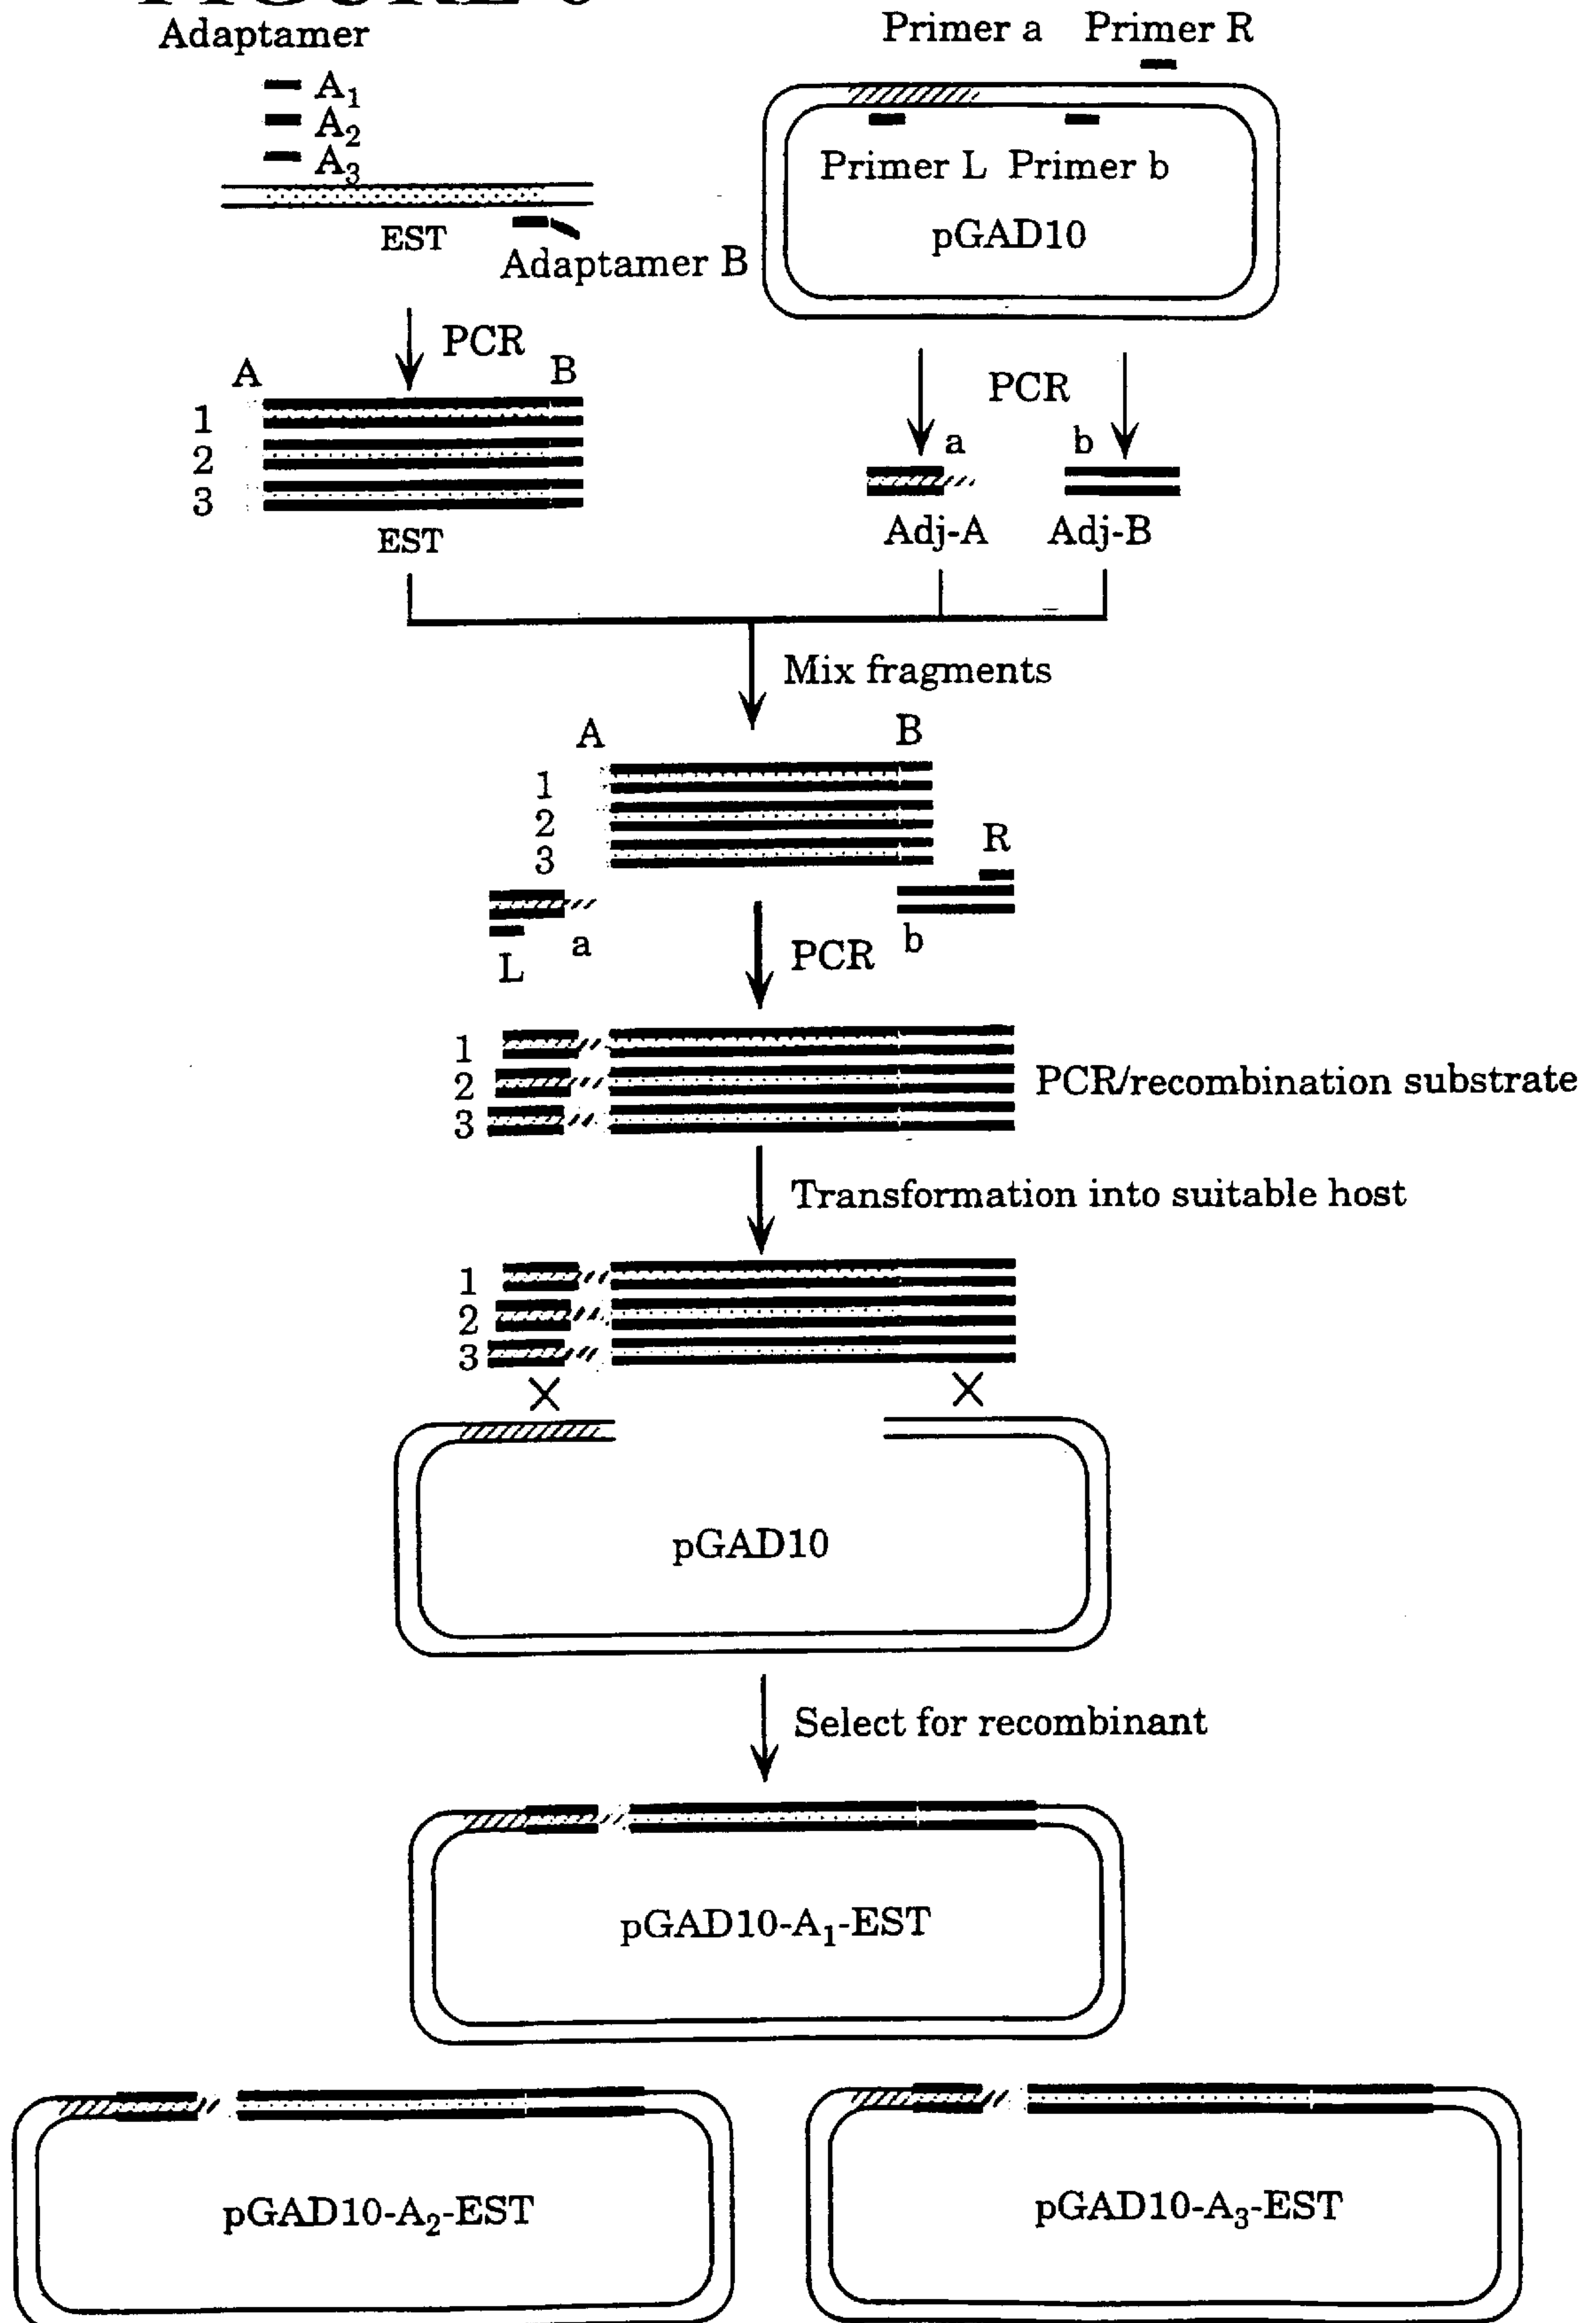 Adaptamer
A1
A2
A3
EST
Adaptamer B
Primer a Primer R
Primer L Primer b
pGAD10
PCR
A B
1
2
3
EST
PCR
a b
Adj-A Adj-B
Mix fragments
A B
1
2
3
R
L a
b
PCR
1
2
3
PCR/recombination substrate
Transformation into suitable host
1
2
3
pGAD10
Select for recombinant
pGAD10-A1-EST
pGAD10-A2-EST
pGAD10-A3-EST